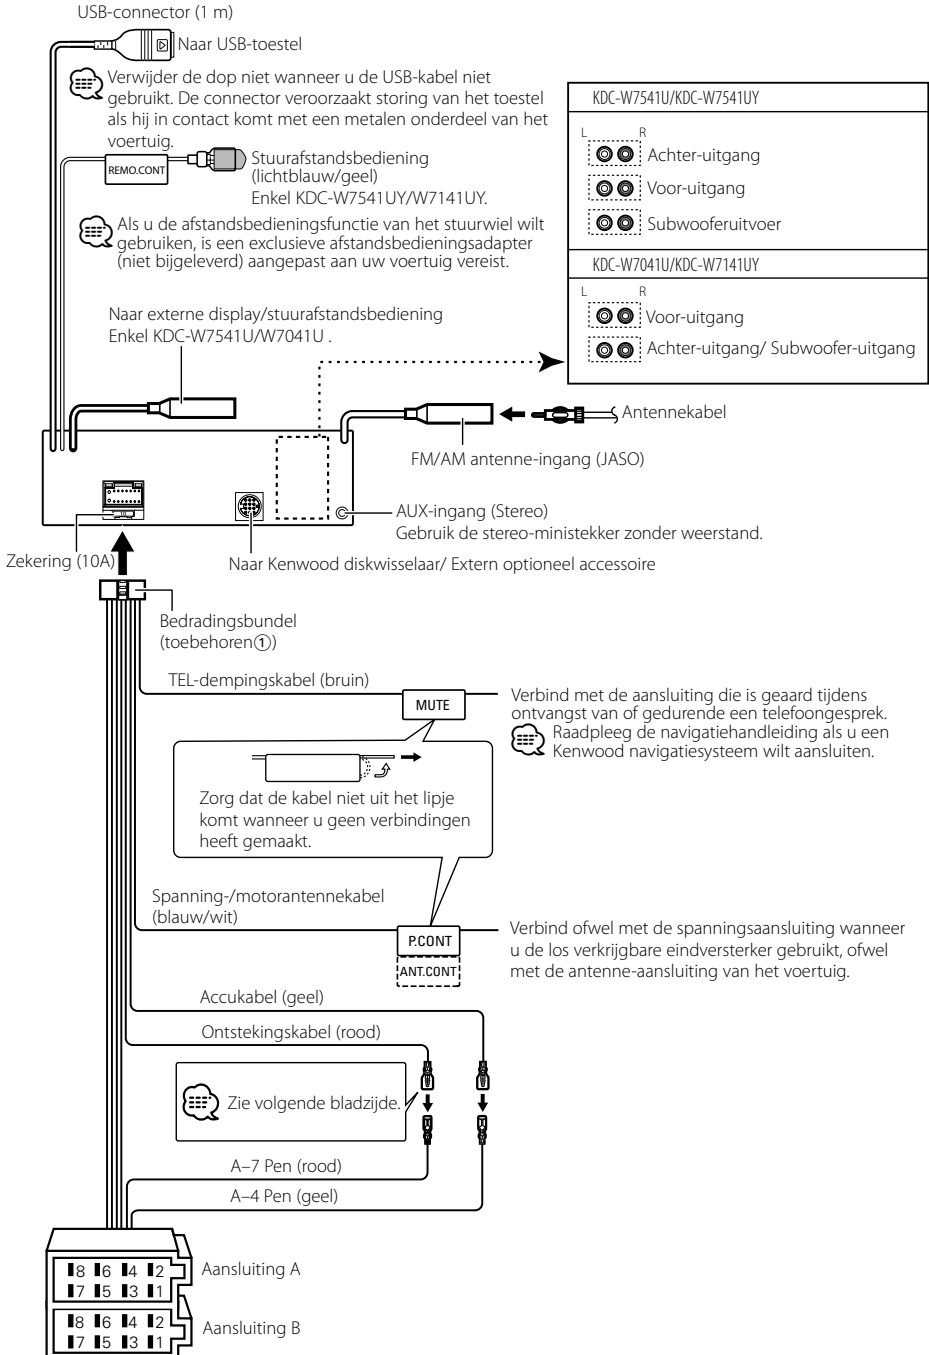 USB-connector (1 m)
Naar USB-toestel
Verwijder de dop niet wanneer u de USB-kabel niet
gebruikt. De connector veroorzaakt storing van het toestel
als hij in contact komt met een metalen onderdeel van het
voertuig.
REMO.CONT
Stuurafstandsbediening
(lichtblauw/geel)
Enkel KDC-W7541UY/W7141UY.
Als u de afstandsbedieningsfunctie van het stuurwiel wilt
gebruiken, is een exclusieve afstandsbedieningsadapter
(niet bijgeleverd) aangepast aan uw voertuig vereist.
KDC-W7541U/KDC-W7541UY
L R
Achter-uitgang
Voor-uitgang
Subwooferuitvoer
KDC-W7041U/KDC-W7141UY
L R
Voor-uitgang
Achter-uitgang/ Subwoofer-uitgang
Naar externe display/stuurafstandsbediening
Enkel KDC-W7541U/W7041U .
Antennekabel
FM/AM antenne-ingang (JASO)
AUX-ingang (Stereo)
Gebruik de stereo-ministekker zonder weerstand.
Zekering (10A)
Naar Kenwood diskwisselaar/ Extern optioneel accessoire
Bedradingsbundel
(toebehoren①)
TEL-dempingskabel (bruin)
MUTE
Verbind met de aansluiting die is geaard tijdens
ontvangst van of gedurende een telefoongesprek.
Raadpleeg de navigatiehandleiding als u een
Kenwood navigatiesysteem wilt aansluiten.
Zorg dat de kabel niet uit het lipje
komt wanneer u geen verbindingen
heeft gemaakt.
Spanning-/motorantennekabel
(blauw/wit)
P.CONT
ANT.CONT
Verbind ofwel met de spanningsaansluiting wanneer
u de los verkrijgbare eindversterker gebruikt, ofwel
met de antenne-aansluiting van het voertuig.
Accukabel (geel)
Ontstekingskabel (rood)
Zie volgende bladzijde.
A–7 Pen (rood)
A–4 Pen (geel)
8 6 4 2
7 5 3 1
Aansluiting A
8 6 4 2
7 5 3 1
Aansluiting B